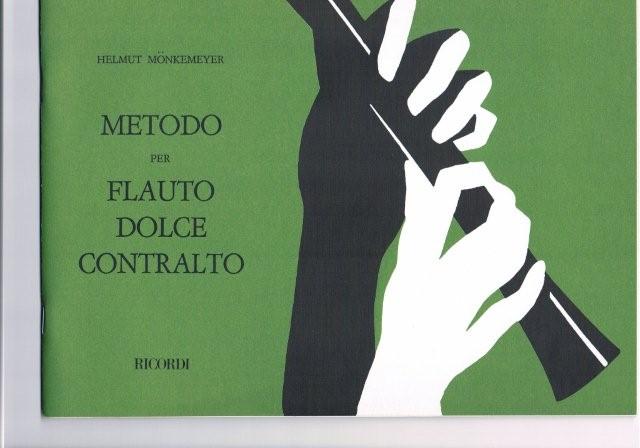 HELMUT MÖNKEMEYER
METODO
PER
FLAUTO
DOLCE
CONTRALTO
RICORDI